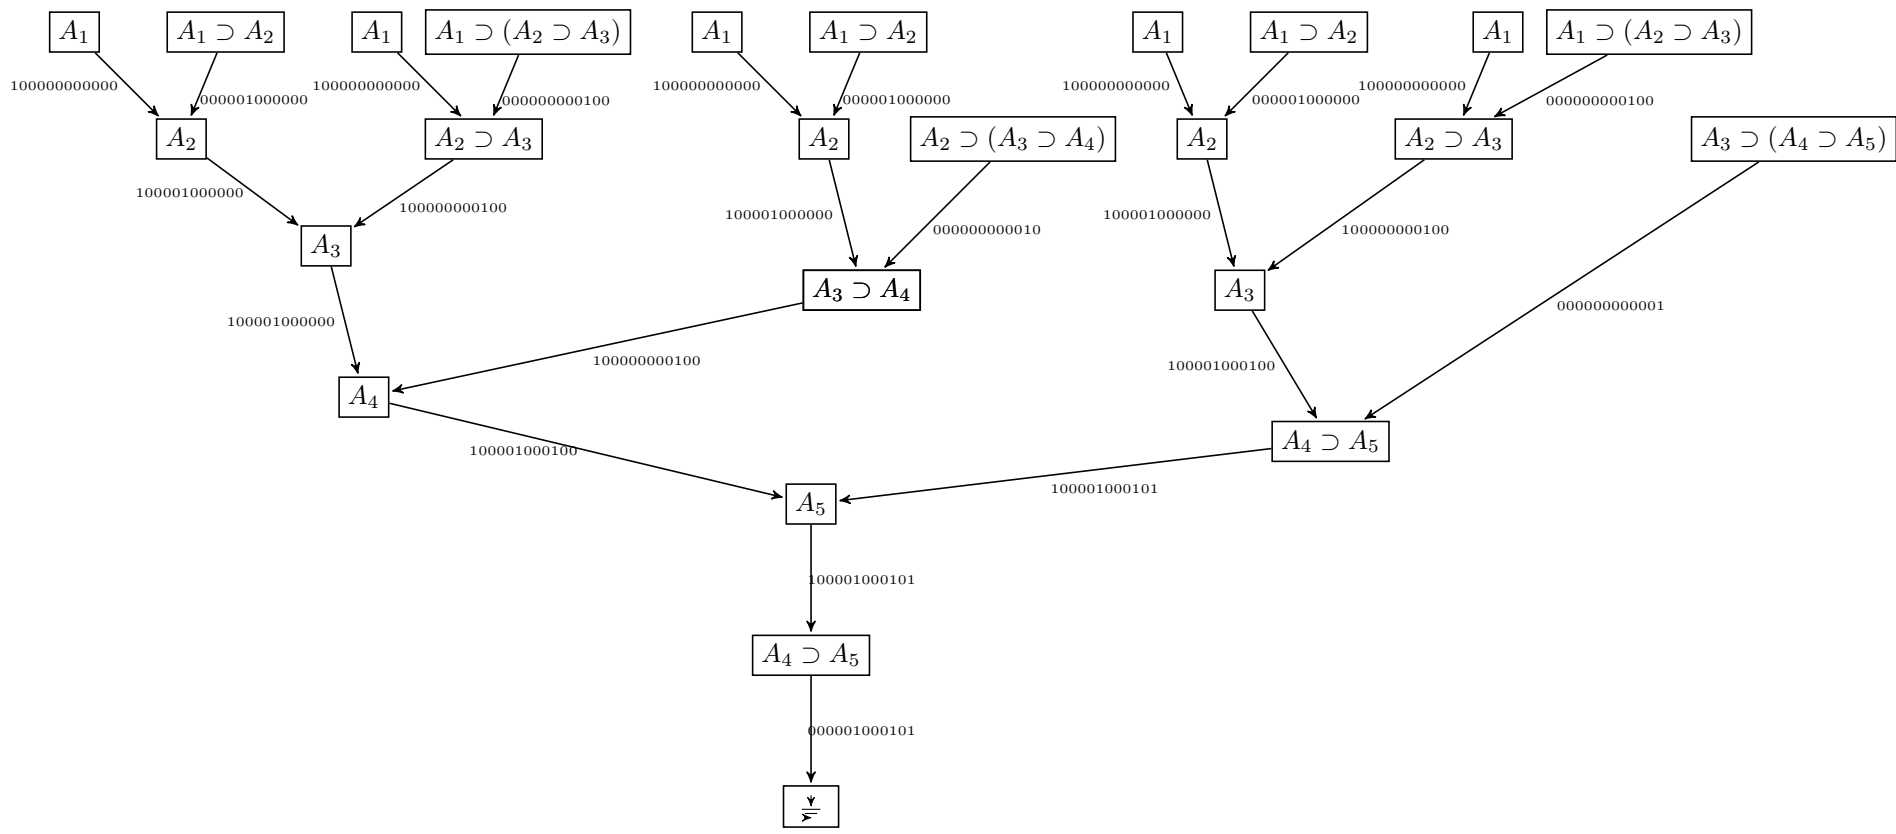 A₁ A₁ ⊃ A₂ A₁ A₁ ⊃ (A₂ ⊃ A₃) A₁ A₁ ⊃ A₂ A₁ A₁ ⊃ A₂ A₁ A₁ ⊃ (A₂ ⊃ A₃)
100000000000 000001000000 100000000000 000000000100 100000000000 000001000000 100000000000 000001000000 100000000000 000000000100
A₂ A₂ ⊃ A₃ A₂ A₂ ⊃ (A₃ ⊃ A₄) A₂ A₂ ⊃ A₃ A₃ ⊃ (A₄ ⊃ A₅)
100001000000 100000000100 100001000000 000000000010 100001000000 100000000100
A₃ A₃ ⊃ A₄ A₃
100001000000 100000000100 100001000100 000000000001
A₄ A₄ ⊃ A₅
100001000100 100001000101
A₅
100001000101
A₄ ⊃ A₅
000001000101